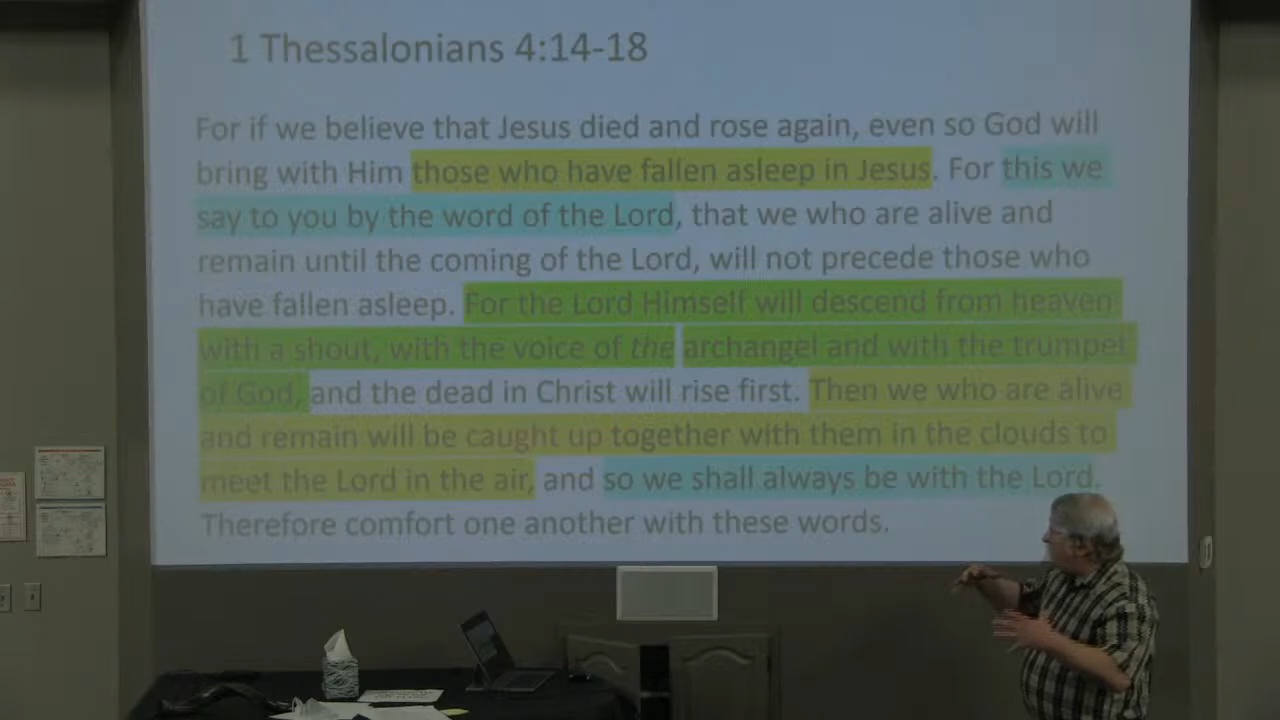 1 Thessalonians 4:14-18
For if we believe that Jesus died and rose again, even so God will
bring with Him those who have fallen asleep in Jesus. For this we
say to you by the word of the Lord, that we who are alive and
remain until the coming of the Lord, will not precede those who
have fallen asleep. For the Lord Himself will descend from heaven
with a shout, with the voice of the archangel and with the trumpet
of God, and the dead in Christ will rise first. Then we who are alive
and remain will be caught up together with them in the clouds to
meet the Lord in the air, and so we shall always be with the Lord.
Therefore comfort one another with these words.